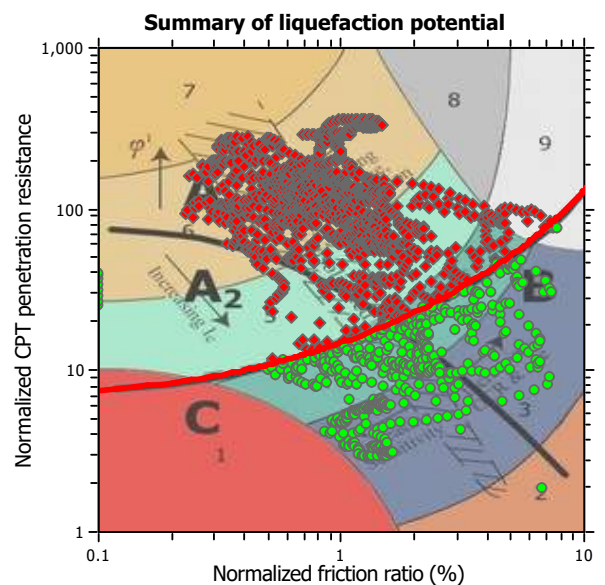 Summary of liquefaction potential
1,000
7
8
9
φ'
A
100
6
A2
5
Increasing Ic
B
10
C
1
3
2
1
0.1
1
10
Normalized friction ratio (%)
Normalized CPT penetration resistance